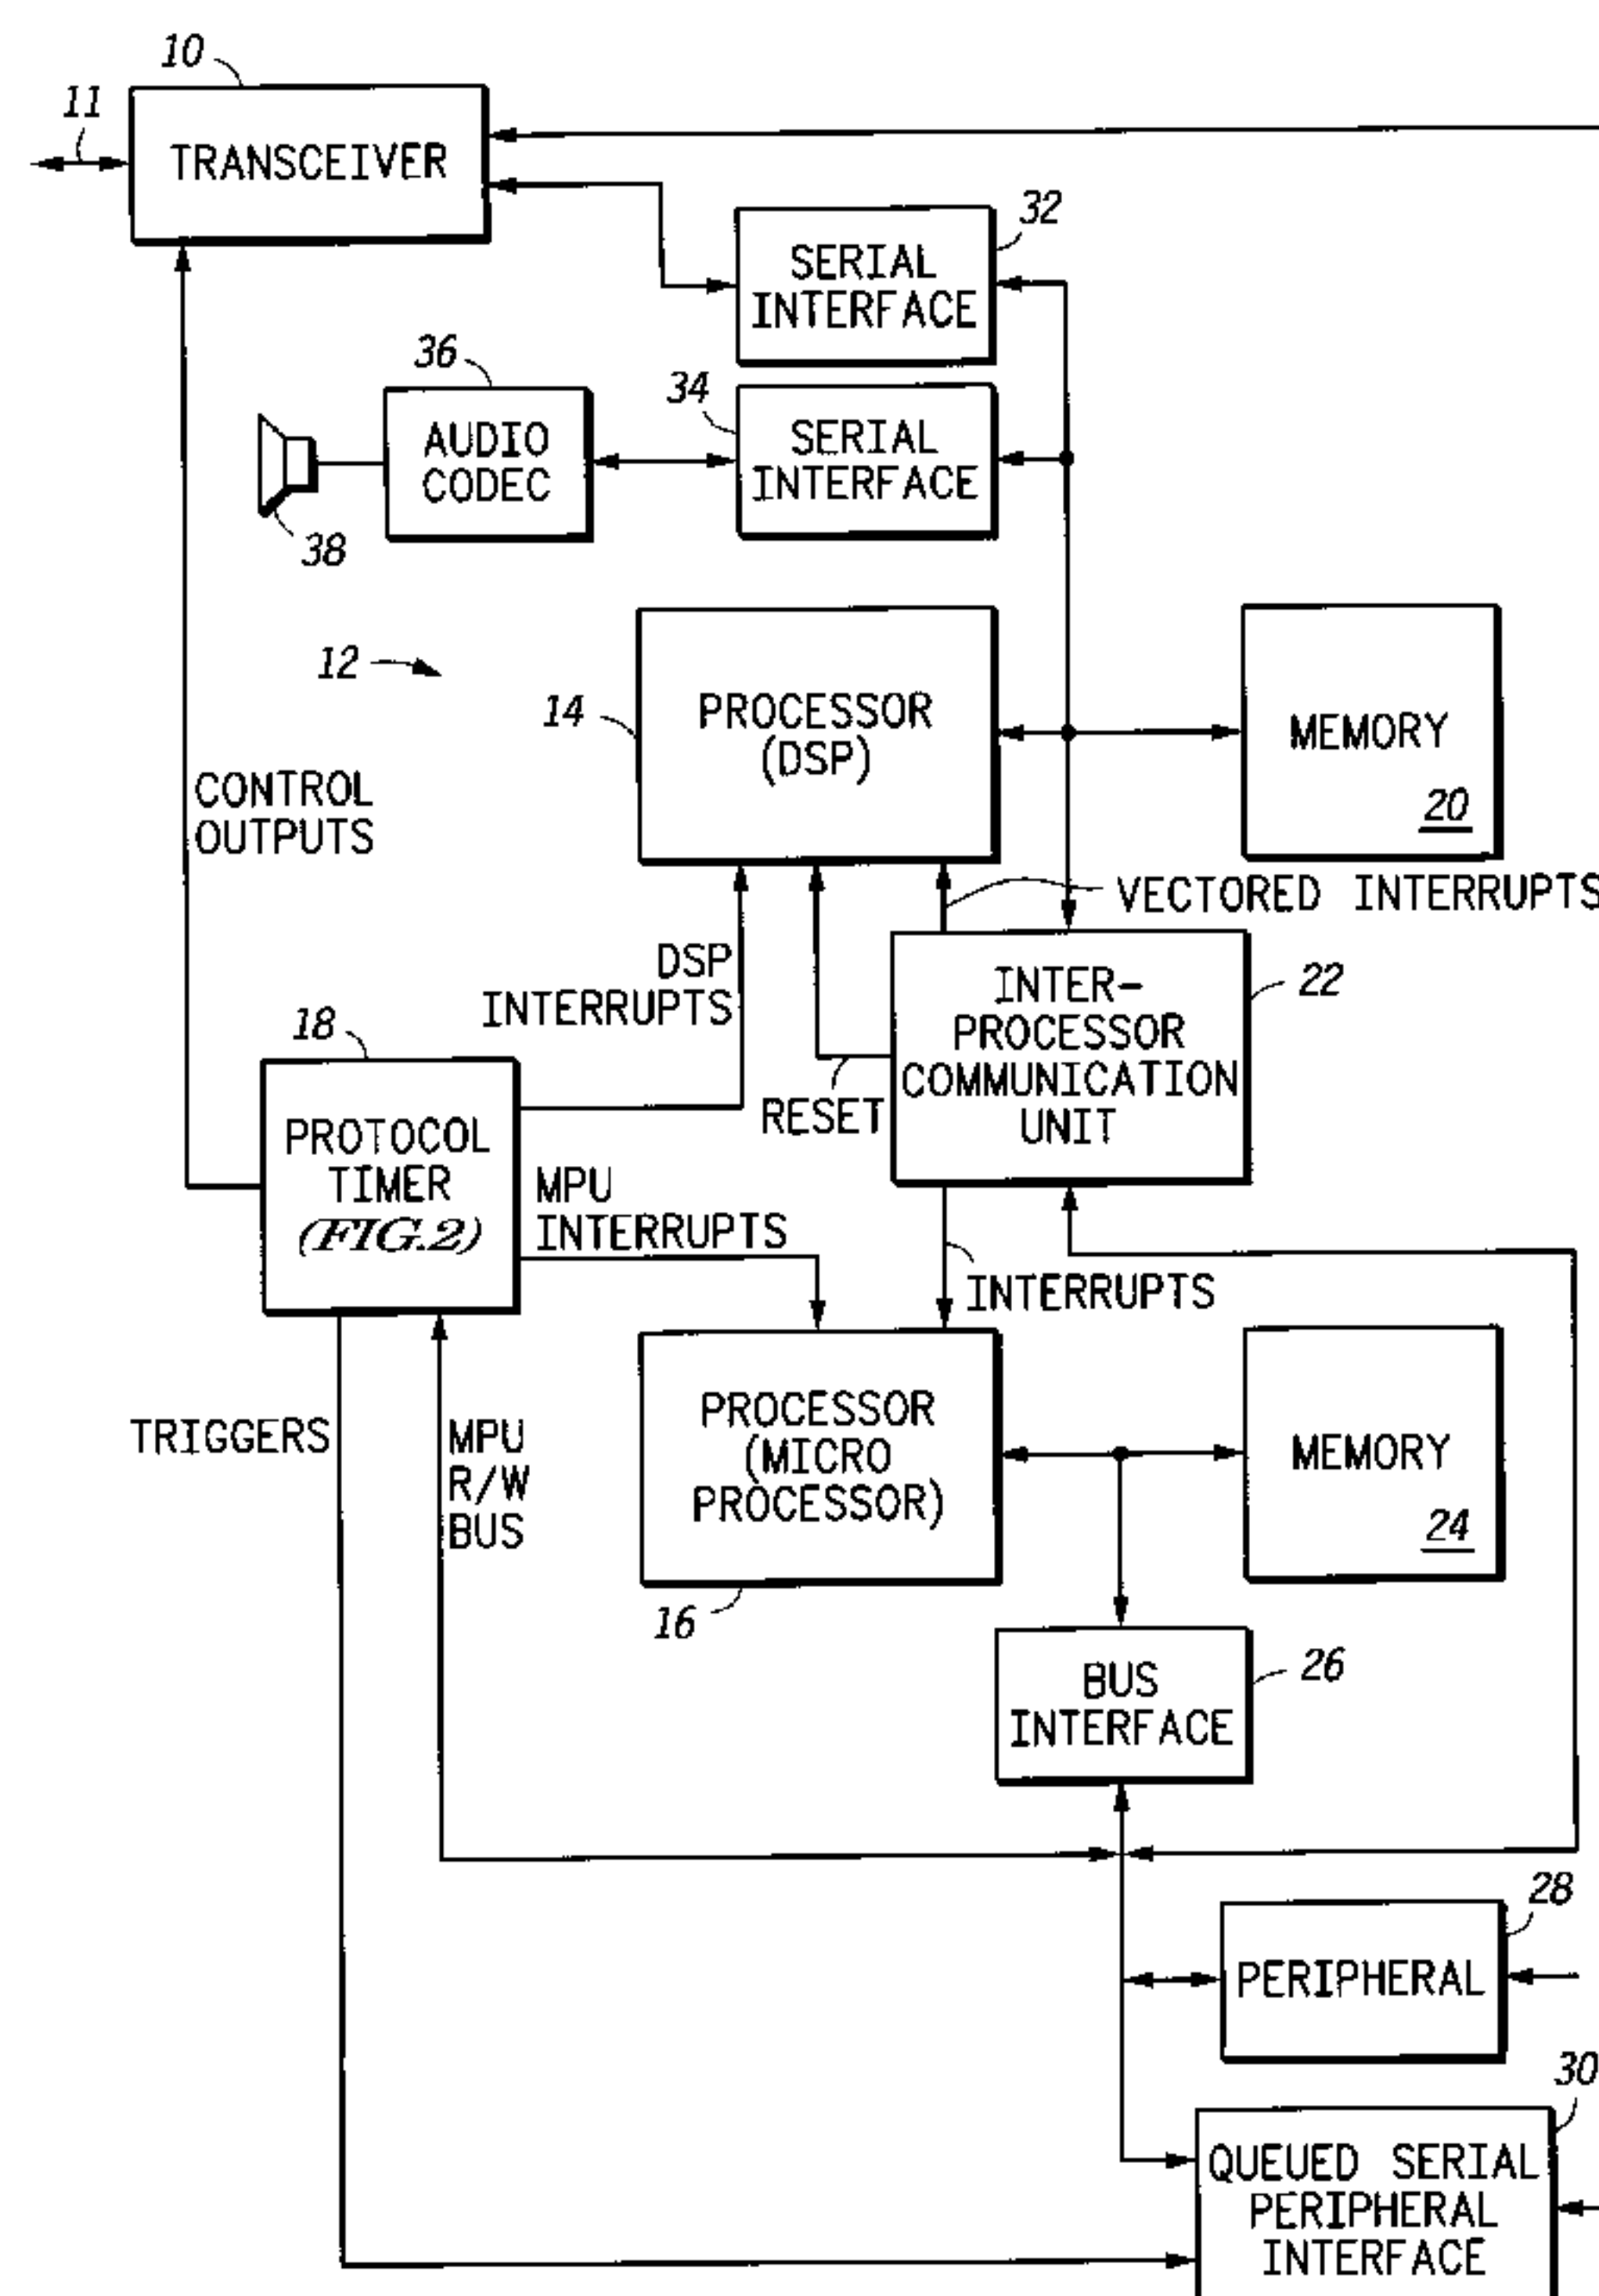 10
11
TRANSCEIVER
32
SERIAL
INTERFACE
36
34
AUDIO
CODEC
SERIAL
INTERFACE
38
12
14
PROCESSOR
(DSP)
MEMORY
20
CONTROL
OUTPUTS
VECTORED INTERRUPTS
DSP
INTERRUPTS
INTER-
PROCESSOR
COMMUNICATION
UNIT
22
18
RESET
PROTOCOL
TIMER
(FIG.2)
MPU
INTERRUPTS
INTERRUPTS
TRIGGERS
MPU
R/W
BUS
PROCESSOR
(MICRO
PROCESSOR)
MEMORY
24
16
BUS
INTERFACE
26
28
PERIPHERAL
30
QUEUED SERIAL
PERIPHERAL
INTERFACE